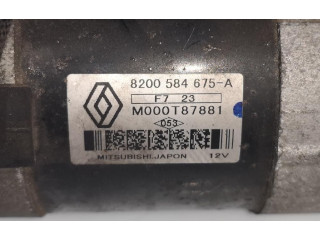 8200 584 675-A
F7 23
M000T87881
<053>
MITSUBISHI.JAPON 12V